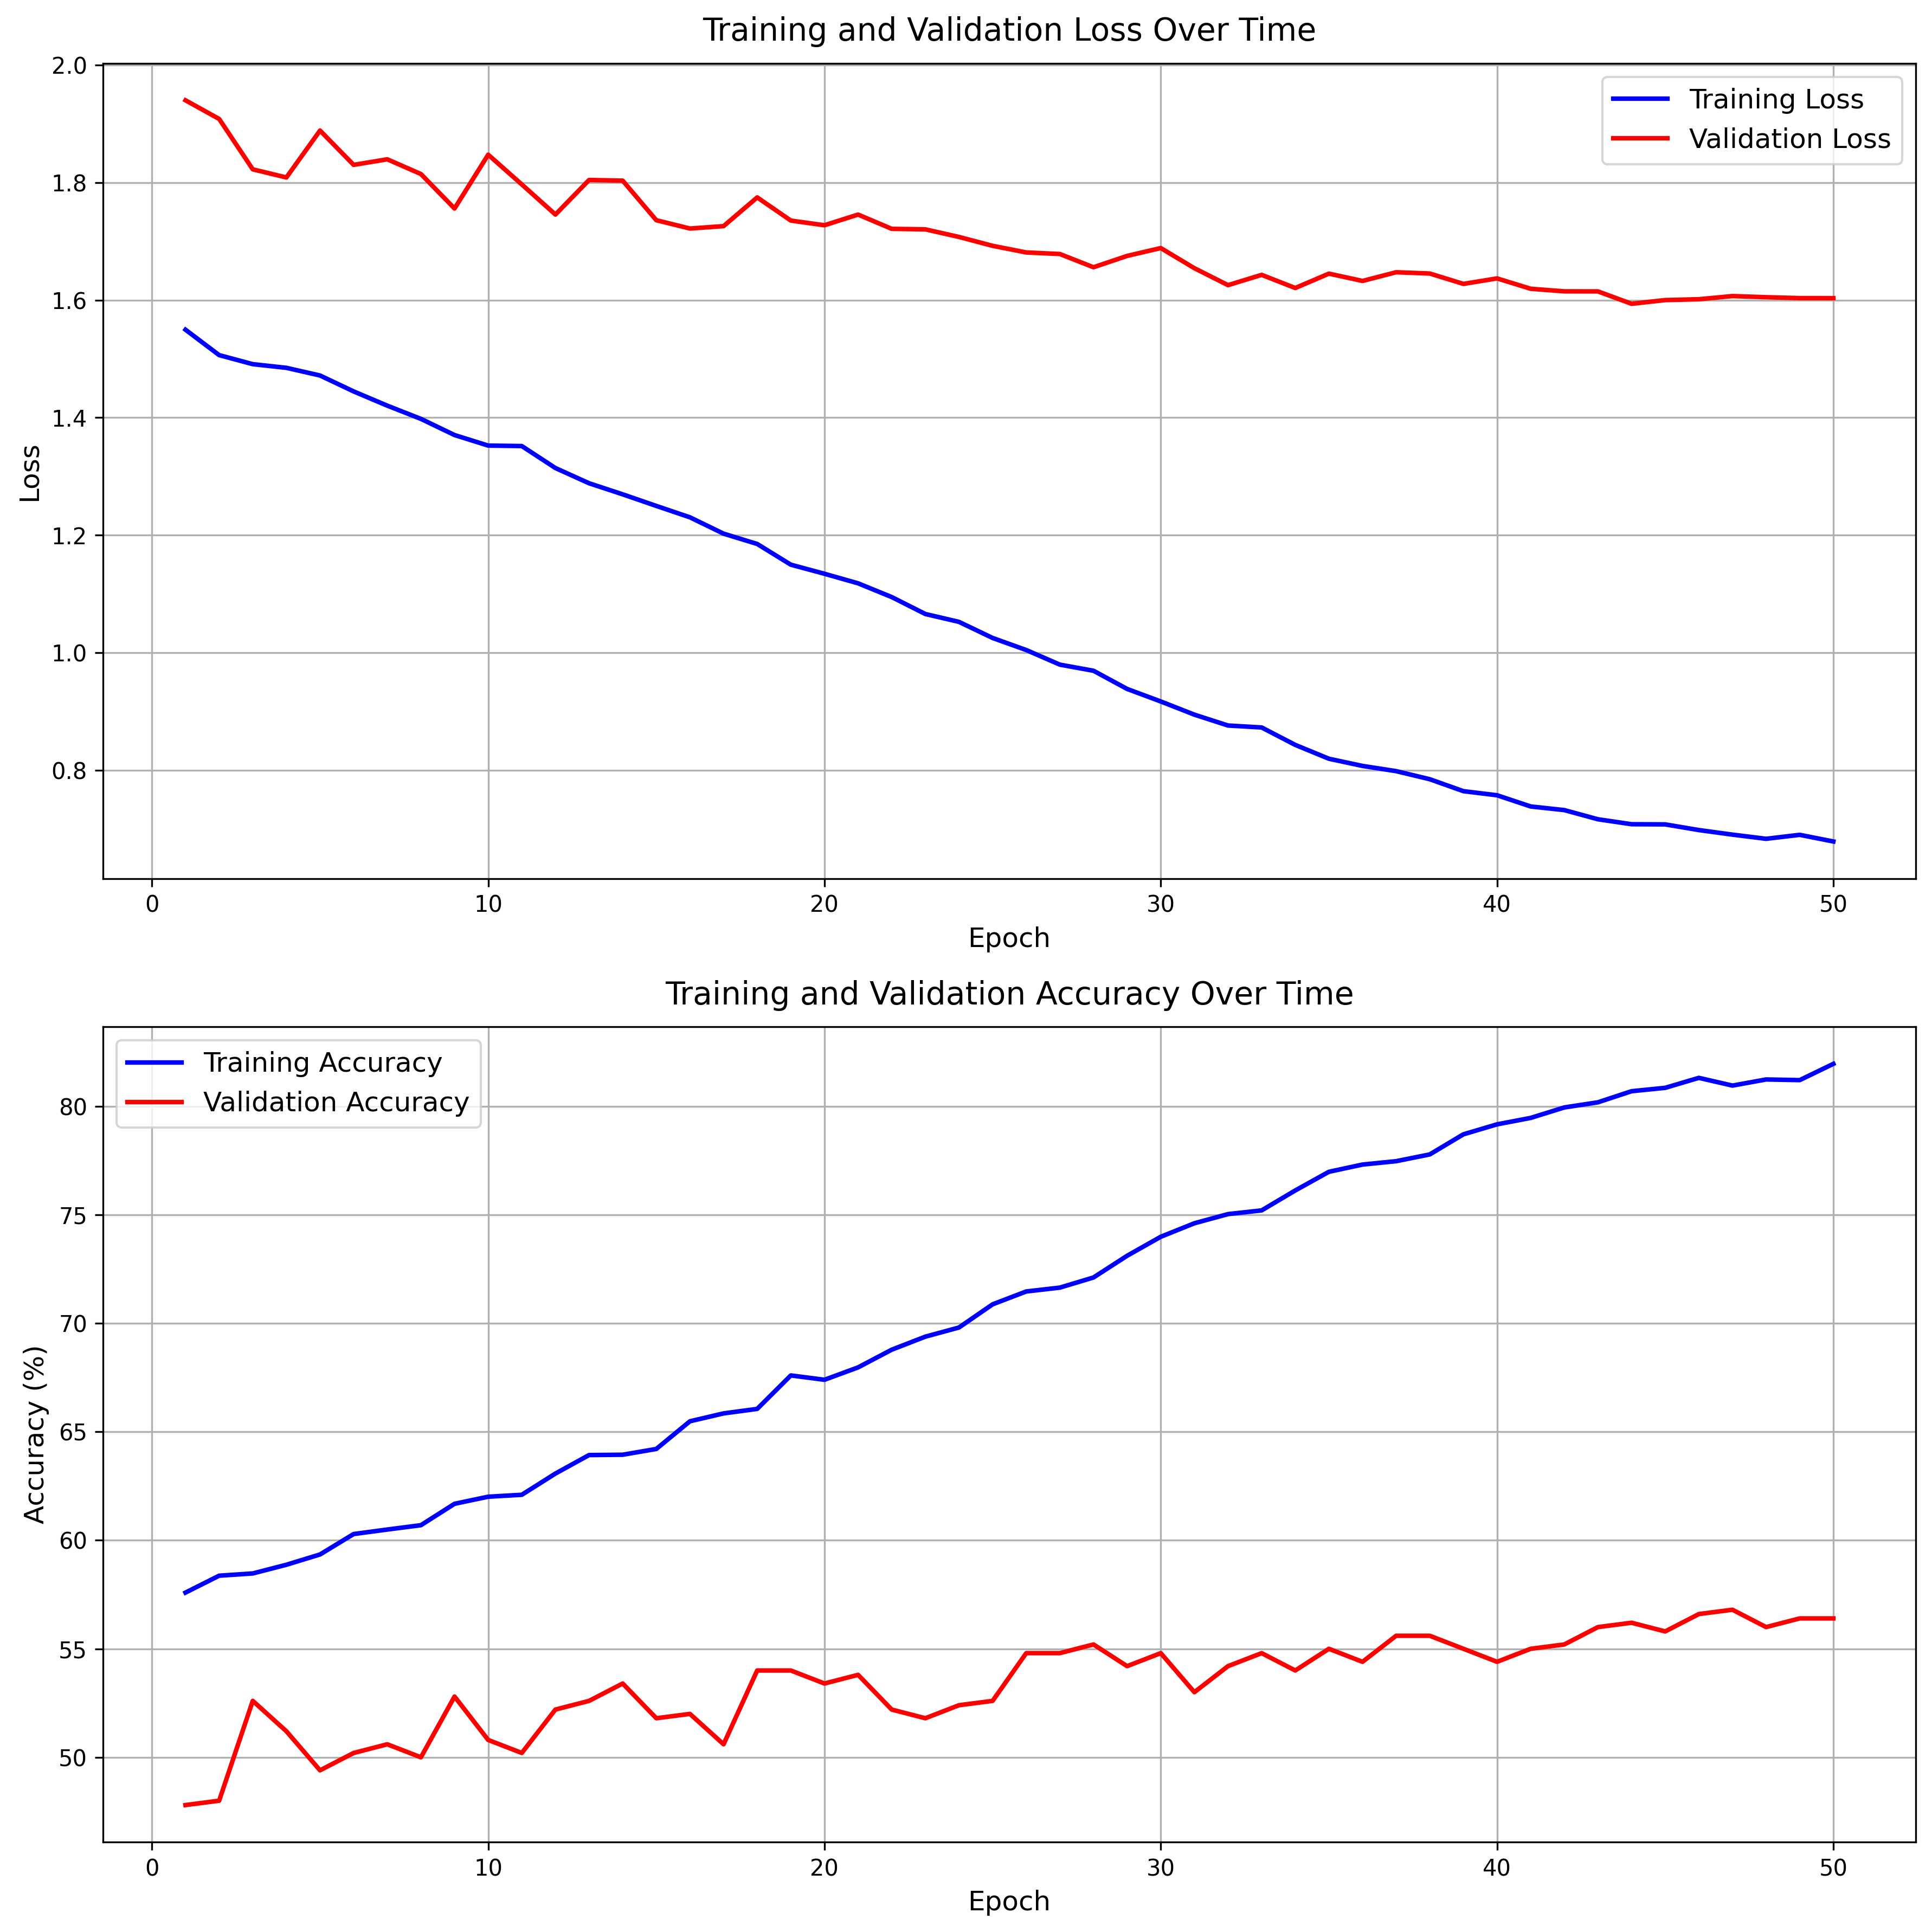 Training and Validation Loss Over Time
2.0
1.8
1.6
1.4
1.2
1.0
0.8
Loss
Training Loss
Validation Loss
0 10 20 30 40 50
Epoch
Training and Validation Accuracy Over Time
Training Accuracy
Validation Accuracy
80
75
70
65
60
55
50
Accuracy (%)
0 10 20 30 40 50
Epoch